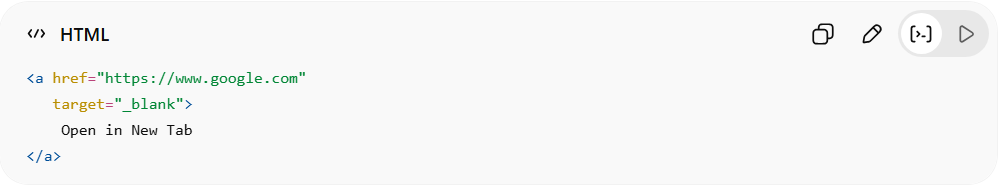 HTML
<a href="https://www.google.com"
   target="_blank">
    Open in New Tab
</a>